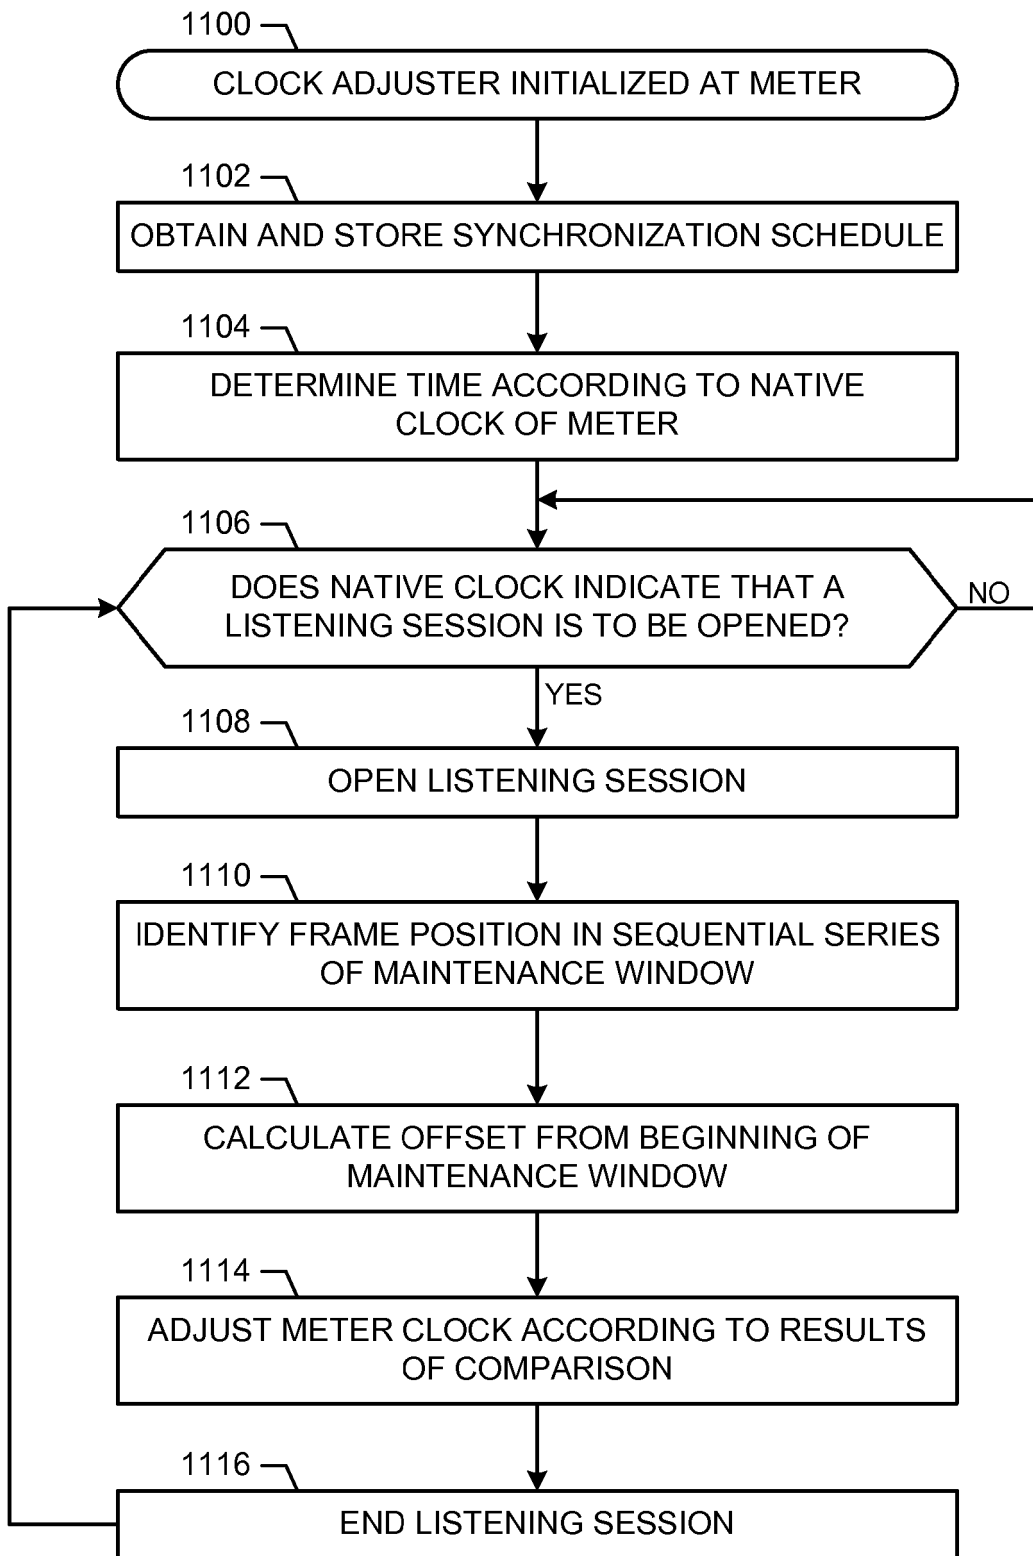 1100
CLOCK ADJUSTER INITIALIZED AT METER
1102
OBTAIN AND STORE SYNCHRONIZATION SCHEDULE
1104
DETERMINE TIME ACCORDING TO NATIVE
CLOCK OF METER
1106
DOES NATIVE CLOCK INDICATE THAT A
LISTENING SESSION IS TO BE OPENED?
NO
YES
1108
OPEN LISTENING SESSION
1110
IDENTIFY FRAME POSITION IN SEQUENTIAL SERIES
OF MAINTENANCE WINDOW
1112
CALCULATE OFFSET FROM BEGINNING OF
MAINTENANCE WINDOW
1114
ADJUST METER CLOCK ACCORDING TO RESULTS
OF COMPARISON
1116
END LISTENING SESSION